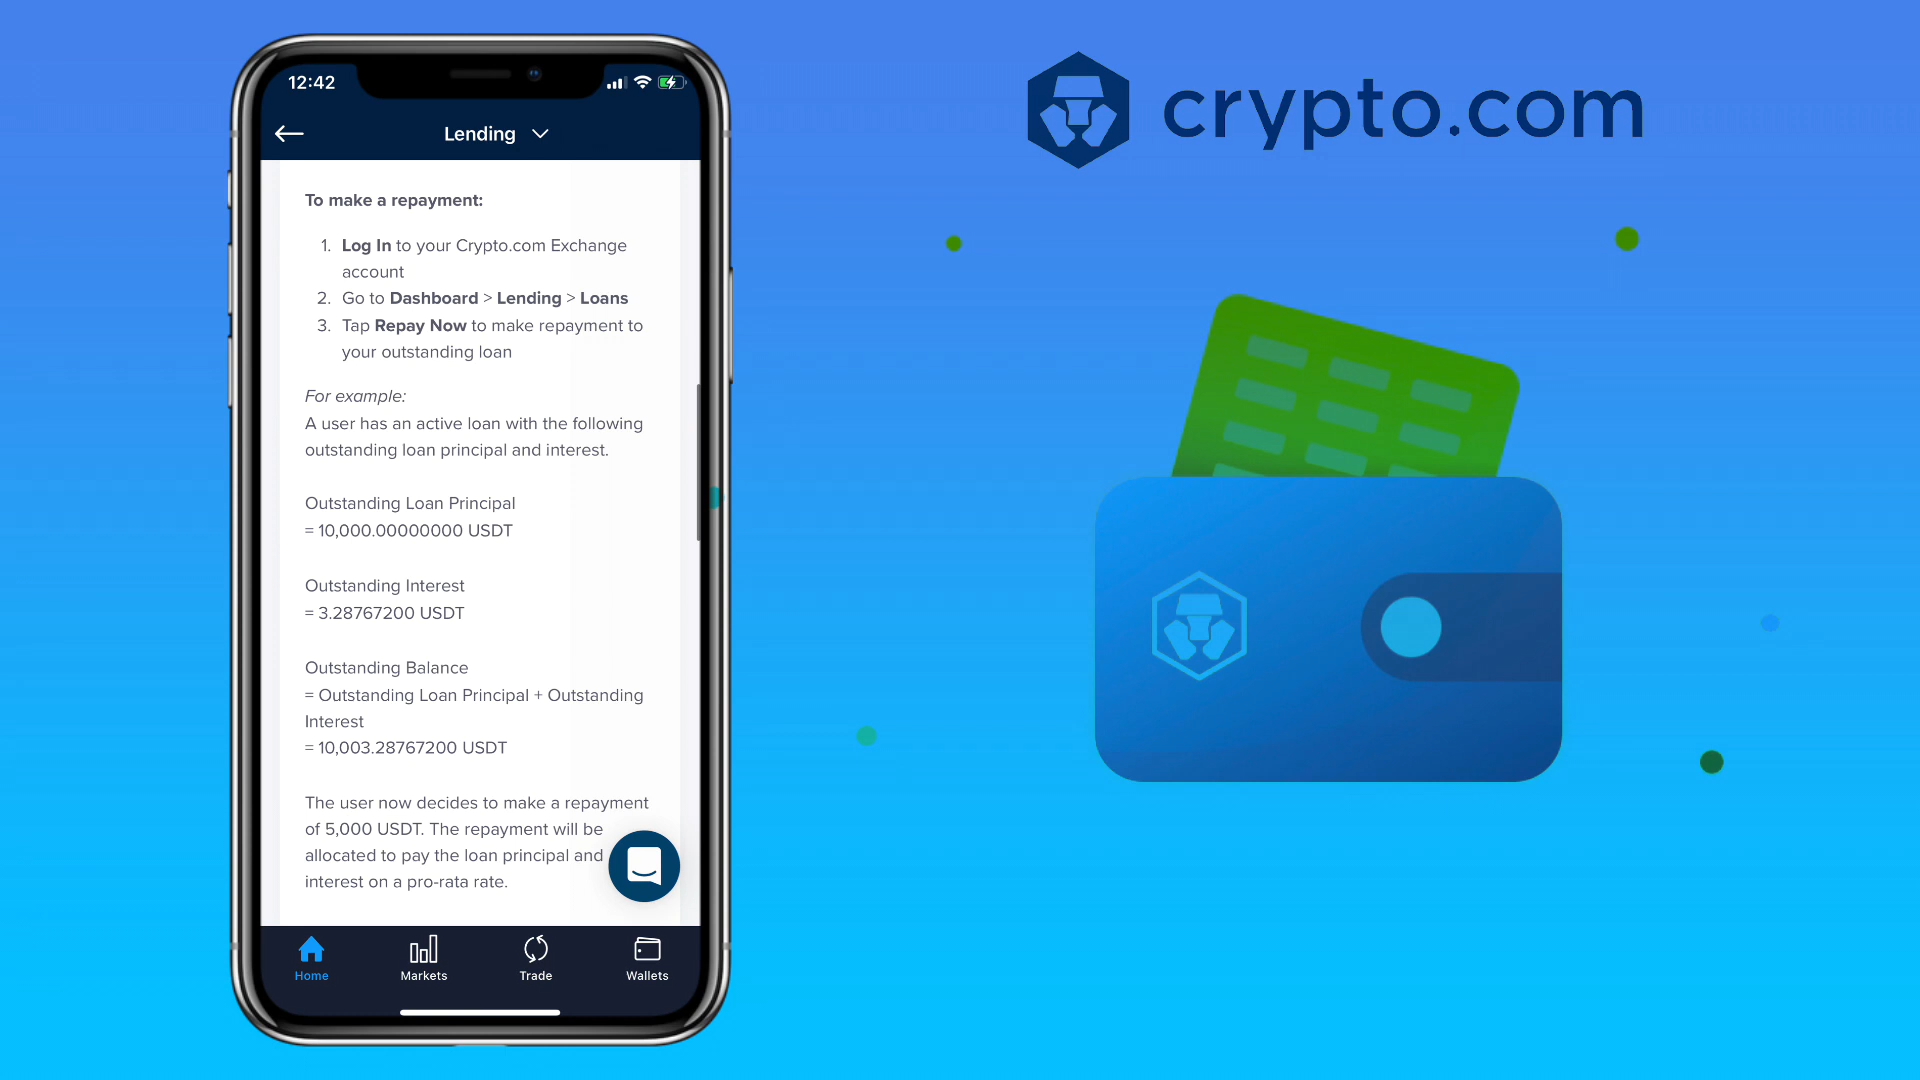 12:42
Lending
To make a repayment:
1. Log In to your Crypto.com Exchange
account
2. Go to Dashboard > Lending > Loans
3. Tap Repay Now to make repayment to
your outstanding loan
For example:
A user has an active loan with the following
outstanding loan principal and interest.
Outstanding Loan Principal
= 10,000.00000000 USDT
Outstanding Interest
= 3.28767200 USDT
Outstanding Balance
= Outstanding Loan Principal + Outstanding
Interest
= 10,003.28767200 USDT
The user now decides to make a repayment
of 5,000 USDT. The repayment will be
allocated to pay the loan principal and
interest on a pro-rata rate.
Home Markets Trade Wallets
crypto.com